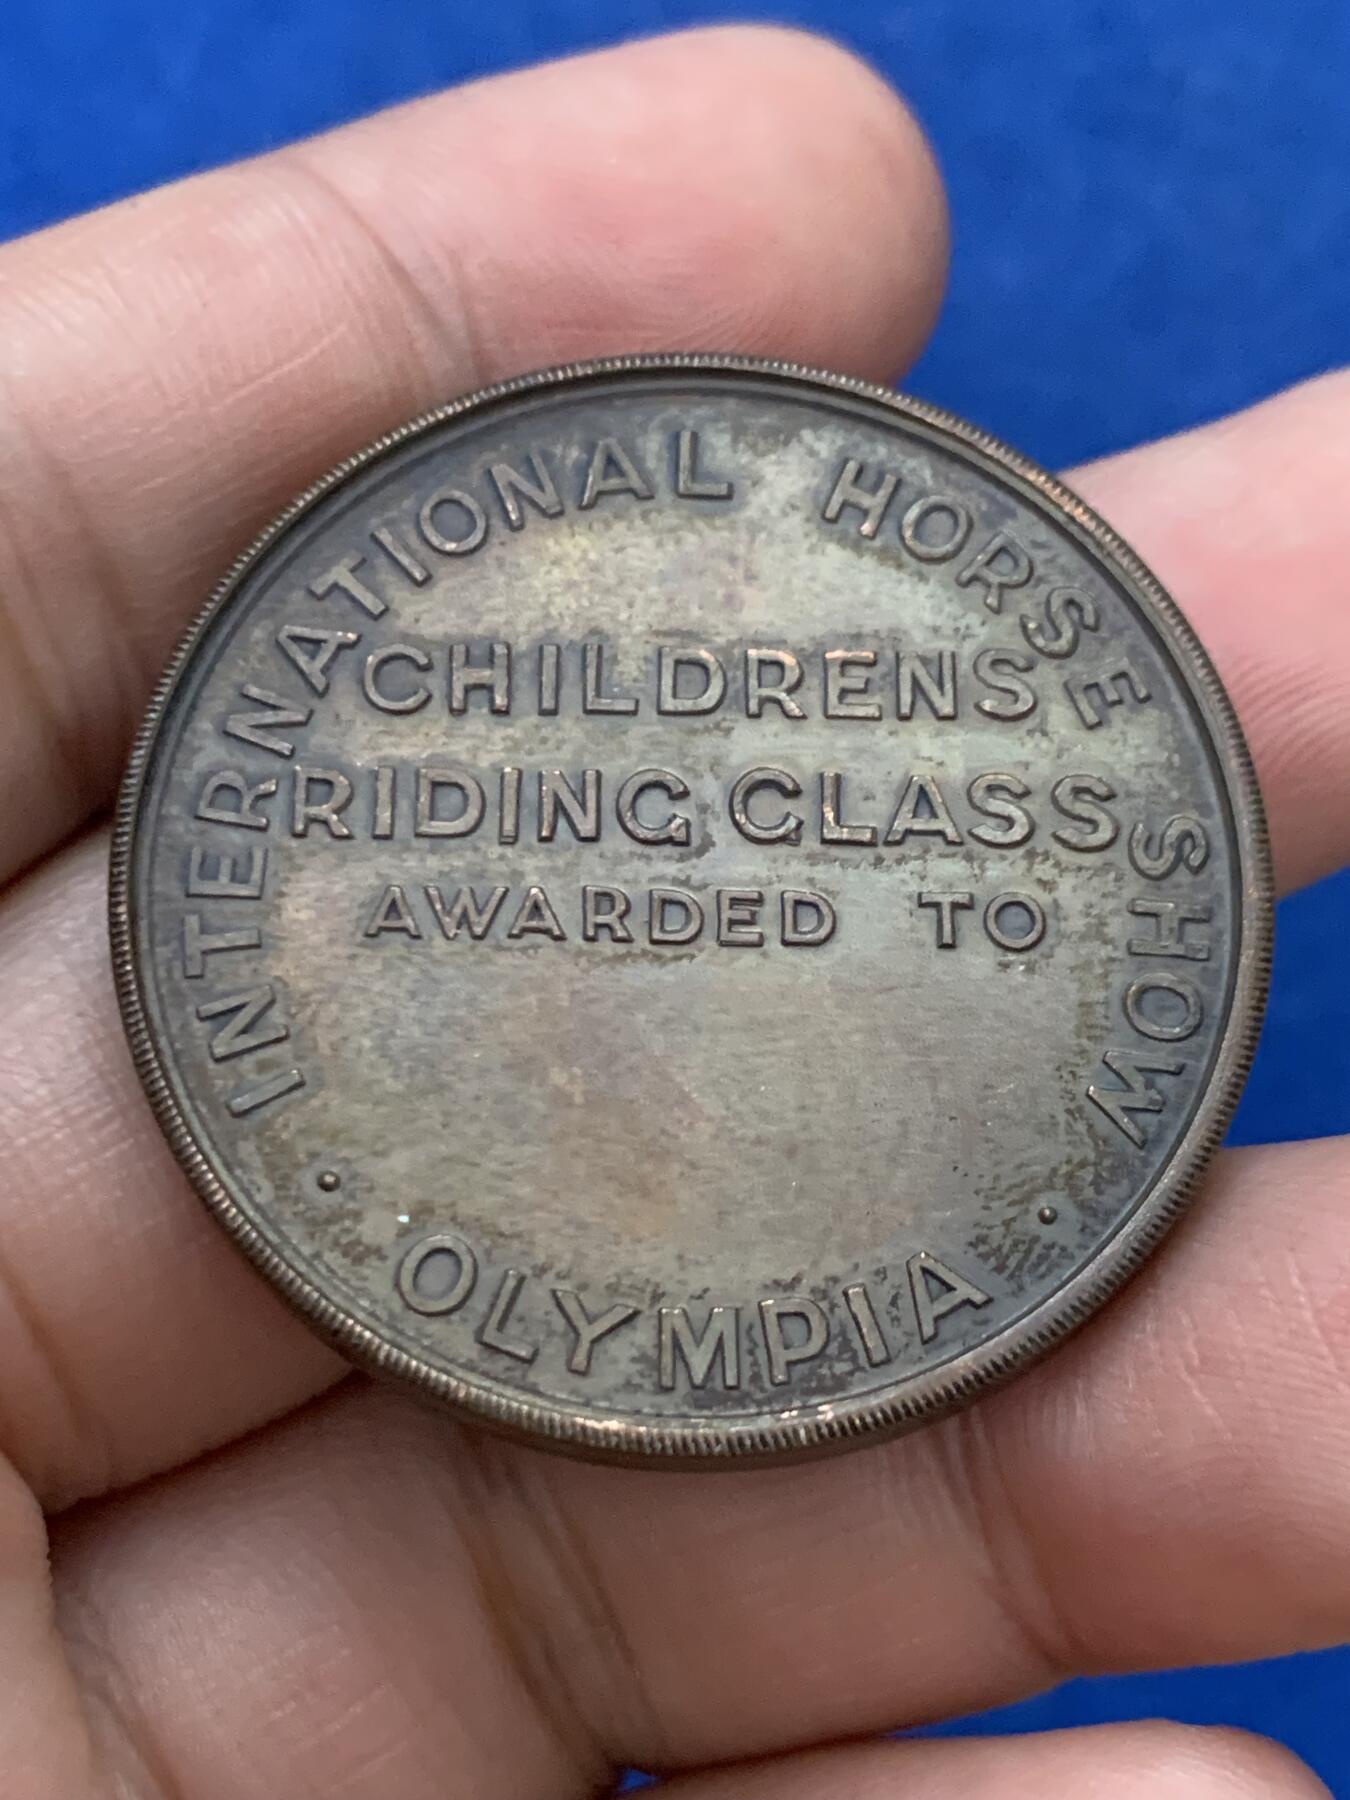 INTERNATIONAL HORSE SHOW
CHILDRENS
RIDING CLASS
AWARDED TO
· OLYMPIA ·